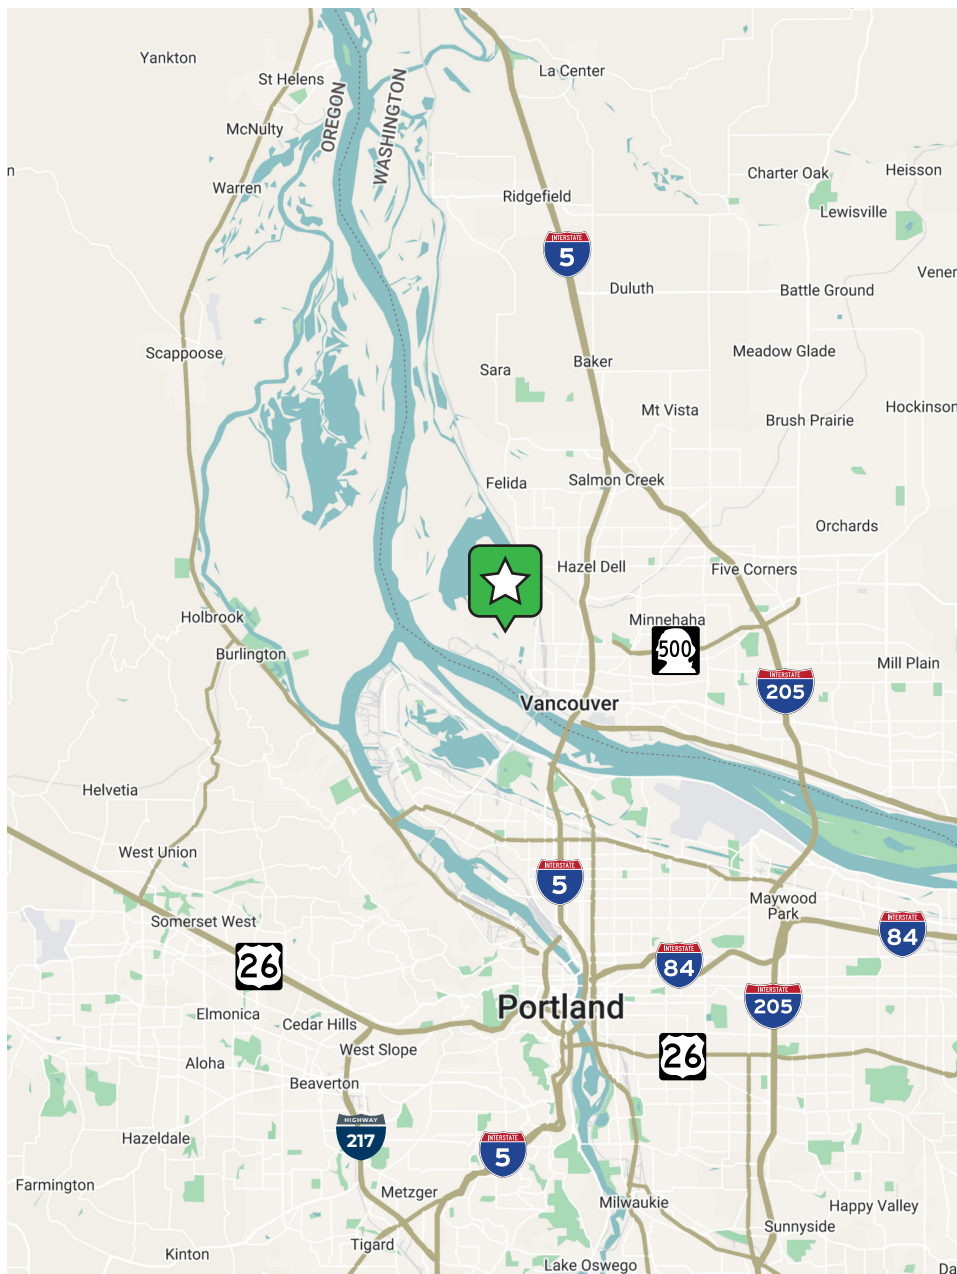 Yankton
La Center
St Helens
OREGON
WASHINGTON
McNulty
n
Charter Oak
Heisson
Warren
Ridgefield
Lewisville
INTERSTATE
5
Vener
Duluth
Battle Ground
Scappoose
Meadow Glade
Baker
Sara
Mt Vista
Hockinson
Brush Prairie
Felida
Salmon Creek
Orchards
Hazel Dell
Five Corners
Holbrook
Minnehaha
500
Burlington
Mill Plain
INTERSTATE
205
Vancouver
Helvetia
West Union
INTERSTATE
5
Maywood
Park
Somerset West
INTERSTATE
84
26
INTERSTATE
84
INTERSTATE
205
Portland
Elmonica
Cedar Hills
West Slope
26
Aloha
Beaverton
HIGHWAY
217
Hazeldale
INTERSTATE
5
Farmington
Metzger
Milwaukie
Happy Valley
Sunnyside
Tigard
Kinton
Lake Oswego
Da